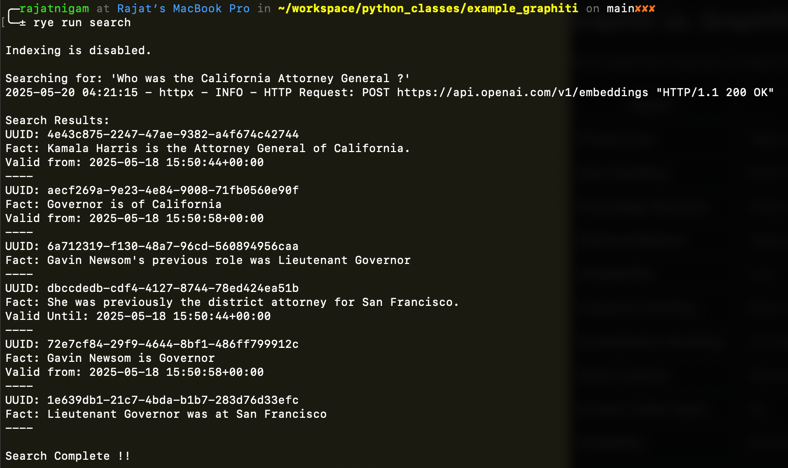 rajatnigam at Rajat's MacBook Pro in ~/workspace/python_classes/example_graphiti on main✘✘✘
± rye run search
Indexing is disabled.
Searching for: 'Who was the California Attorney General ?'
2025-05-20 04:21:15 - httpx - INFO - HTTP Request: POST https://api.openai.com/v1/embeddings "HTTP/1.1 200 OK"
Search Results:
UUID: 4e43c875-2247-47ae-9382-a4f674c42744
Fact: Kamala Harris is the Attorney General of California.
Valid from: 2025-05-18 15:50:44+00:00
----
UUID: aecf269a-9e23-4e84-9008-71fb0560e90f
Fact: Governor is of California
Valid from: 2025-05-18 15:50:58+00:00
----
UUID: 6a712319-f130-48a7-96cd-560894956caa
Fact: Gavin Newsom's previous role was Lieutenant Governor
----
UUID: dbccdedb-cdf4-4127-8744-78ed424ea51b
Fact: She was previously the district attorney for San Francisco.
Valid Until: 2025-05-18 15:50:44+00:00
----
UUID: 72e7cf84-29f9-4644-8bf1-486ff799912c
Fact: Gavin Newsom is Governor
Valid from: 2025-05-18 15:50:58+00:00
----
UUID: 1e639db1-21c7-4bda-b1b7-283d76d33efc
Fact: Lieutenant Governor was at San Francisco
----
Search Complete !!